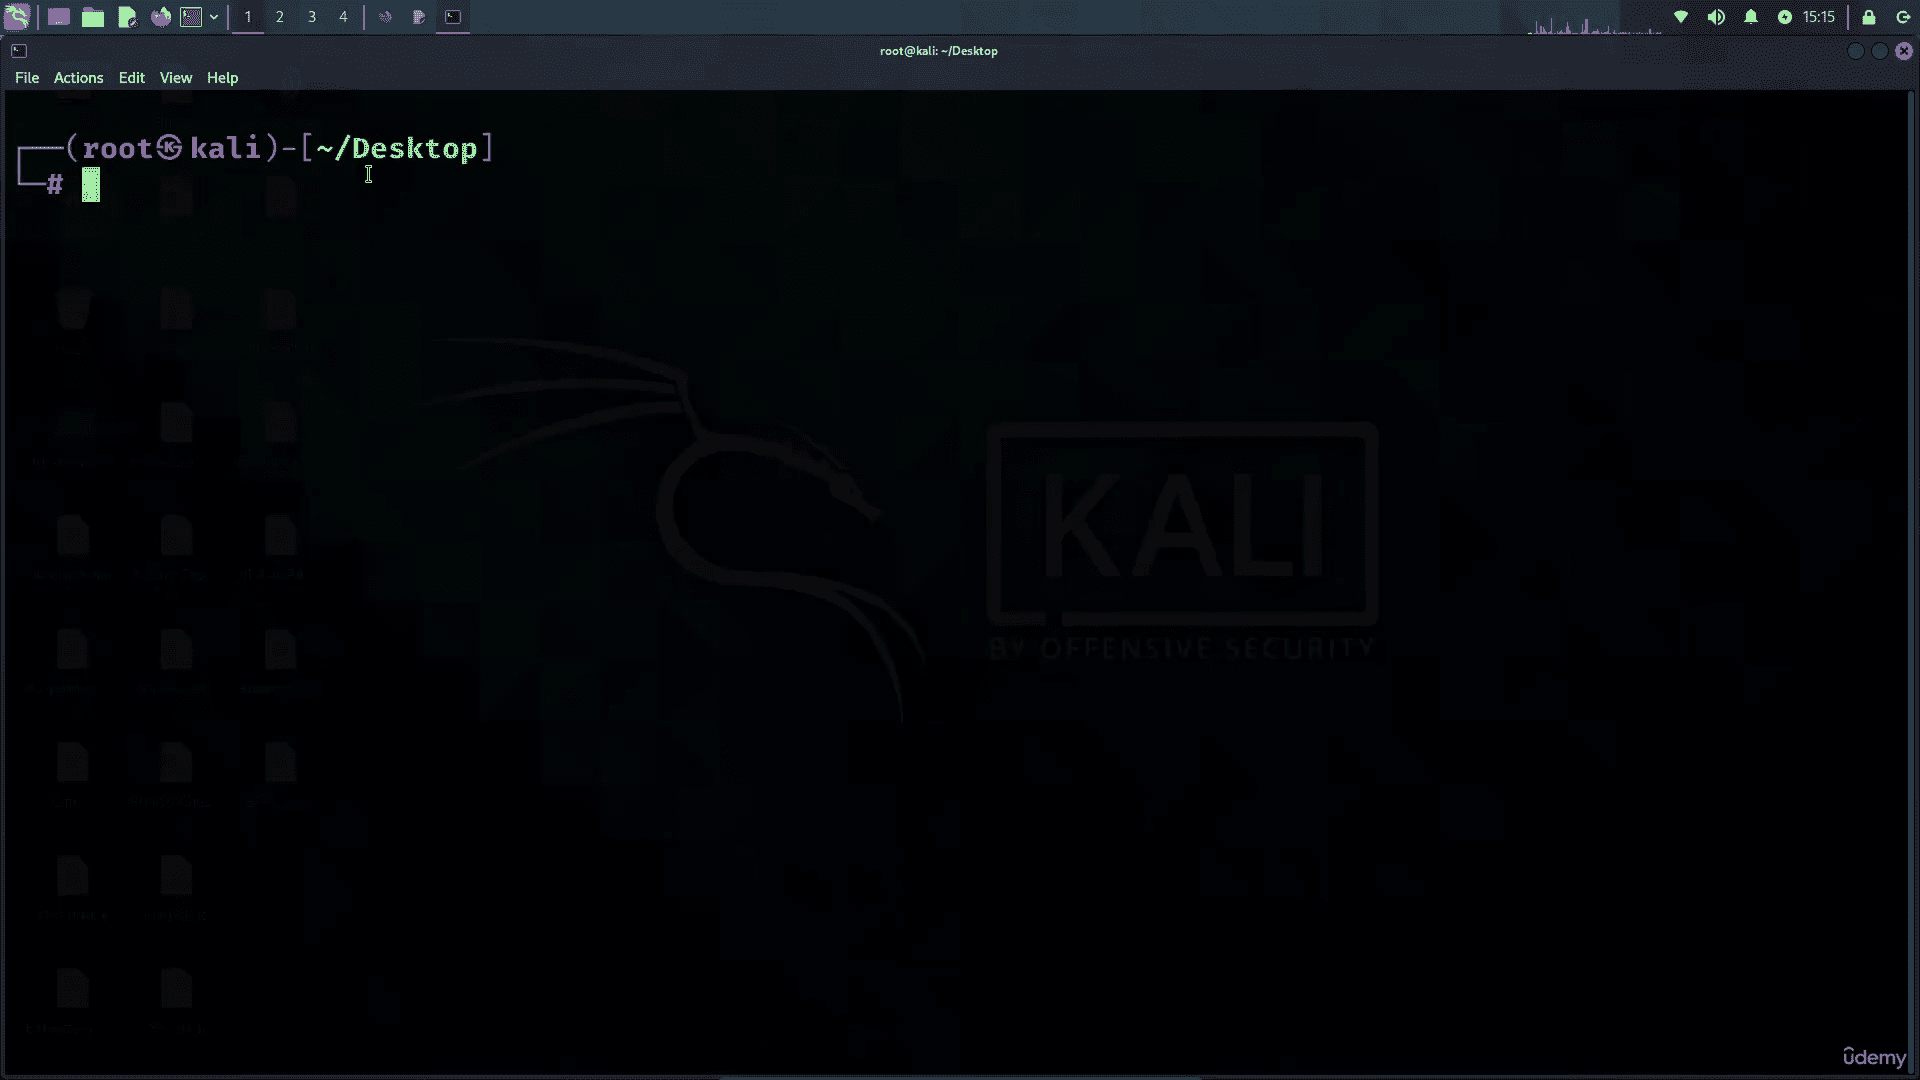 1 2 3 4 15:15
root@kali: ~/Desktop
File Actions Edit View Help
┌──(root㉿kali)-[~/Desktop]
└─#
KALI
BY OFFENSIVE SECURITY
ûdemy